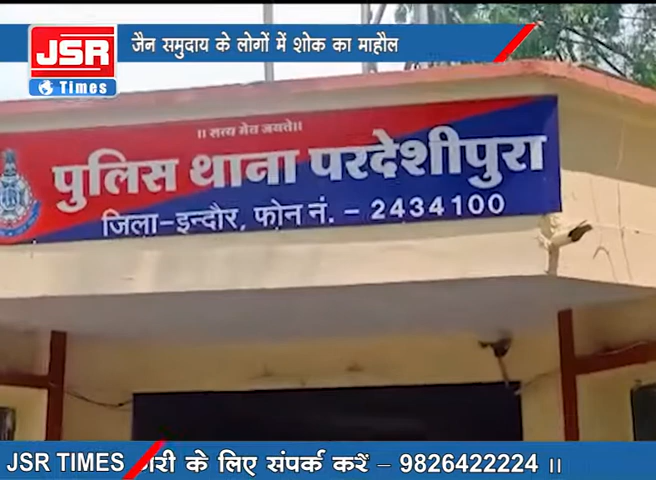 JSR
Times
जैन समुदाय के लोगों में शोक का माहौल
॥ सत्य मेव जयते॥
पुलिस थाना परदेशीपुरा
जिला-इन्दौर, फोन नं. - 2434100
JSR TIMES
के लिए संपर्क करें - 9826422224 ॥